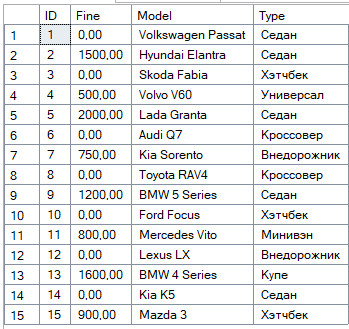 ID Fine Model Type
1 1 0,00 Volkswagen Passat Седан
2 2 1500,00 Hyundai Elantra Седан
3 3 0,00 Skoda Fabia Хэтчбек
4 4 500,00 Volvo V60 Универсал
5 5 2000,00 Lada Granta Седан
6 6 0,00 Audi Q7 Кроссовер
7 7 750,00 Kia Sorento Внедорожник
8 8 0,00 Toyota RAV4 Кроссовер
9 9 1200,00 BMW 5 Series Седан
10 10 0,00 Ford Focus Хэтчбек
11 11 800,00 Mercedes Vito Минивэн
12 12 0,00 Lexus LX Внедорожник
13 13 1600,00 BMW 4 Series Купе
14 14 0,00 Kia K5 Седан
15 15 900,00 Mazda 3 Хэтчбек